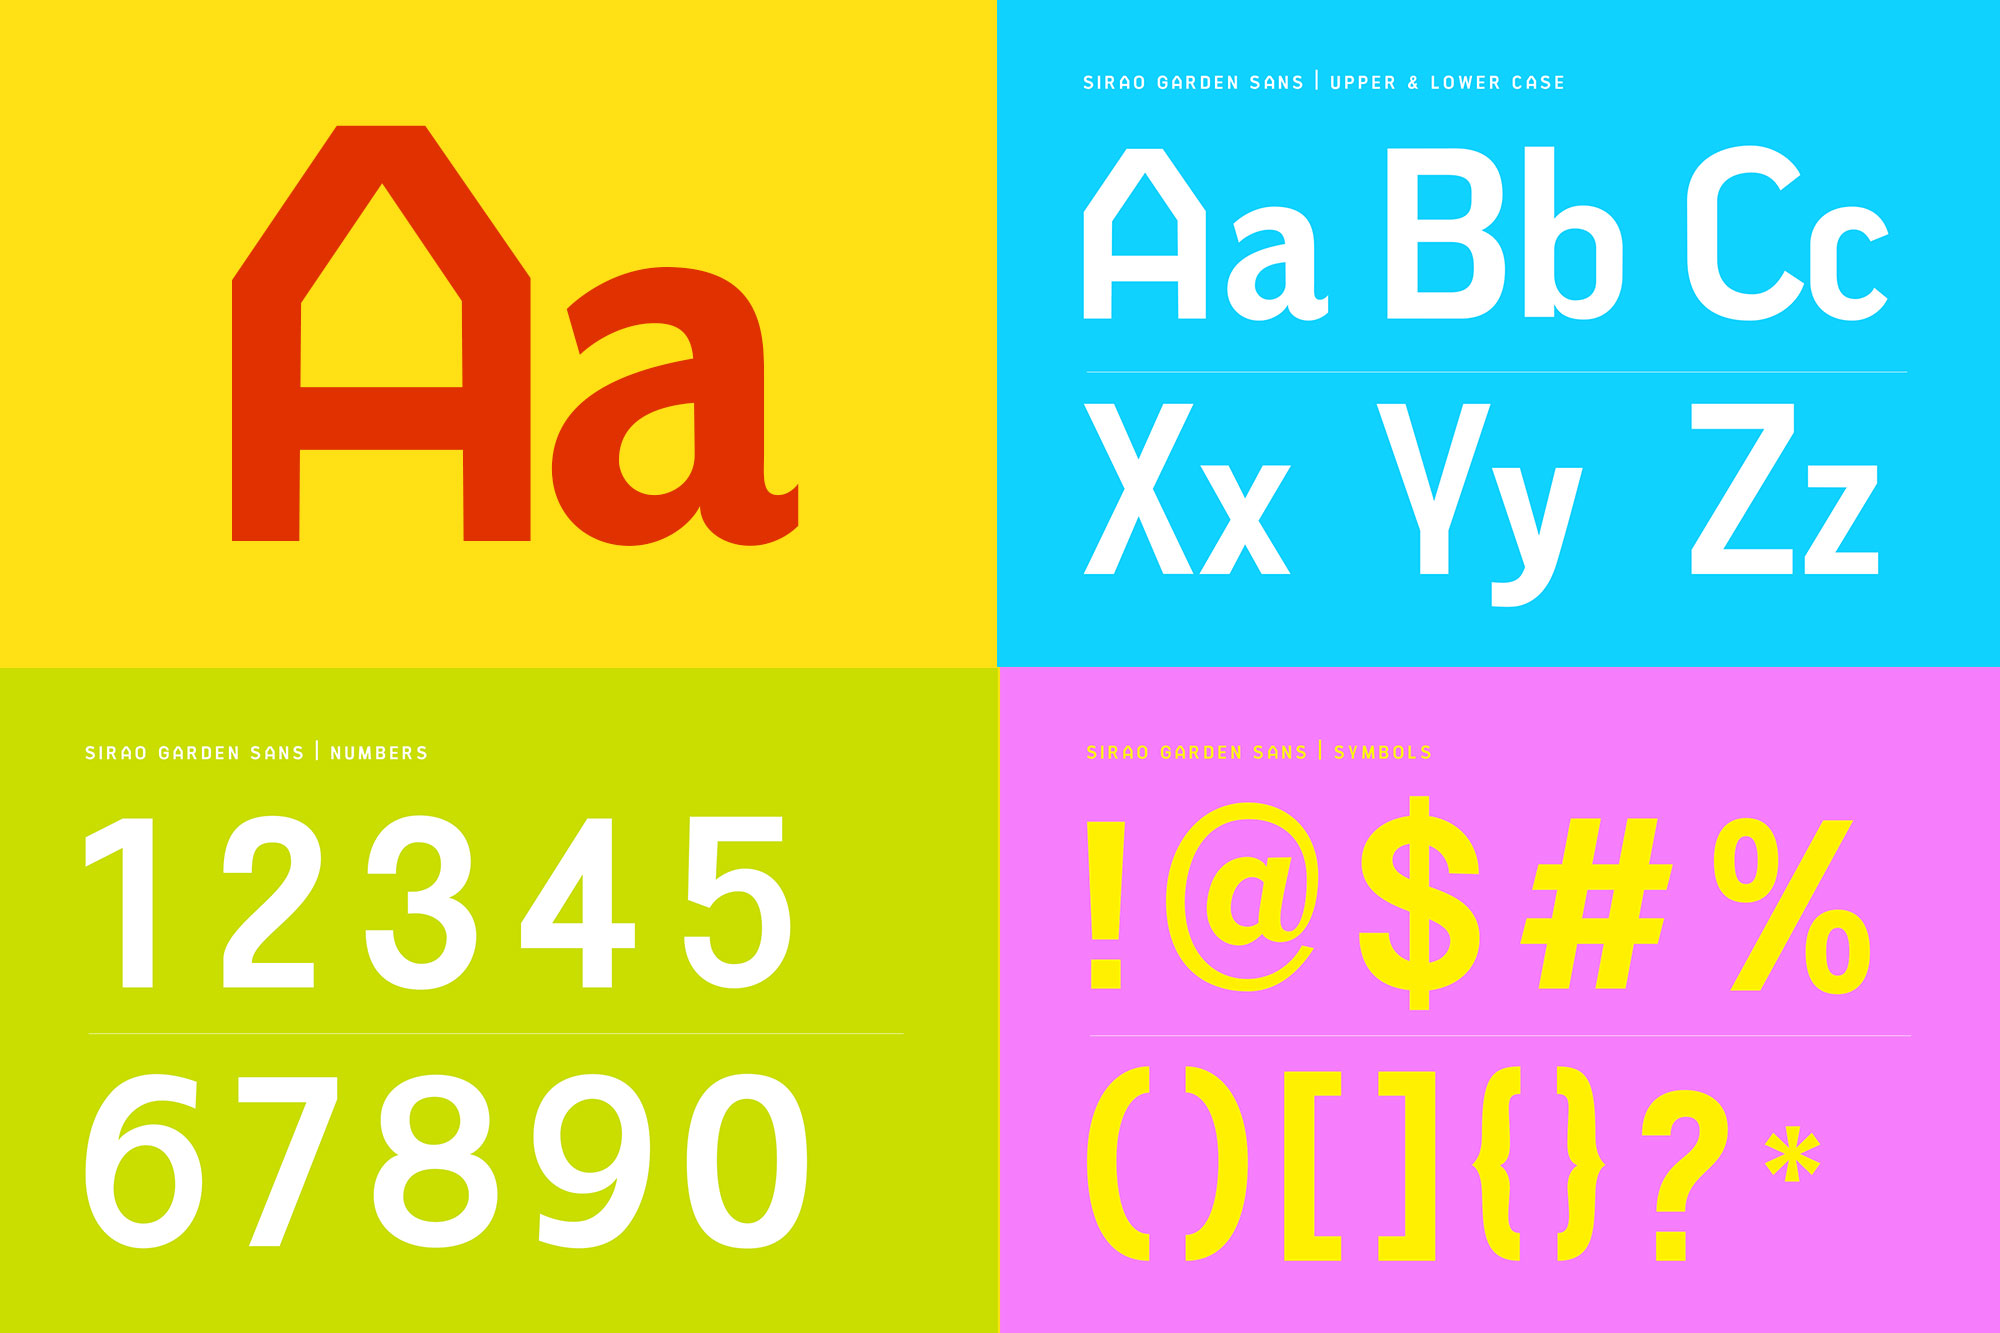 Aa
SIRAO GARDEN SANS | UPPER & LOWER CASE
Aa Bb Cc
Xx Yy Zz
SIRAO GARDEN SANS | NUMBERS
12345
67890
SIRAO GARDEN SANS | SYMBOLS
!@$#%
()[]{}?*